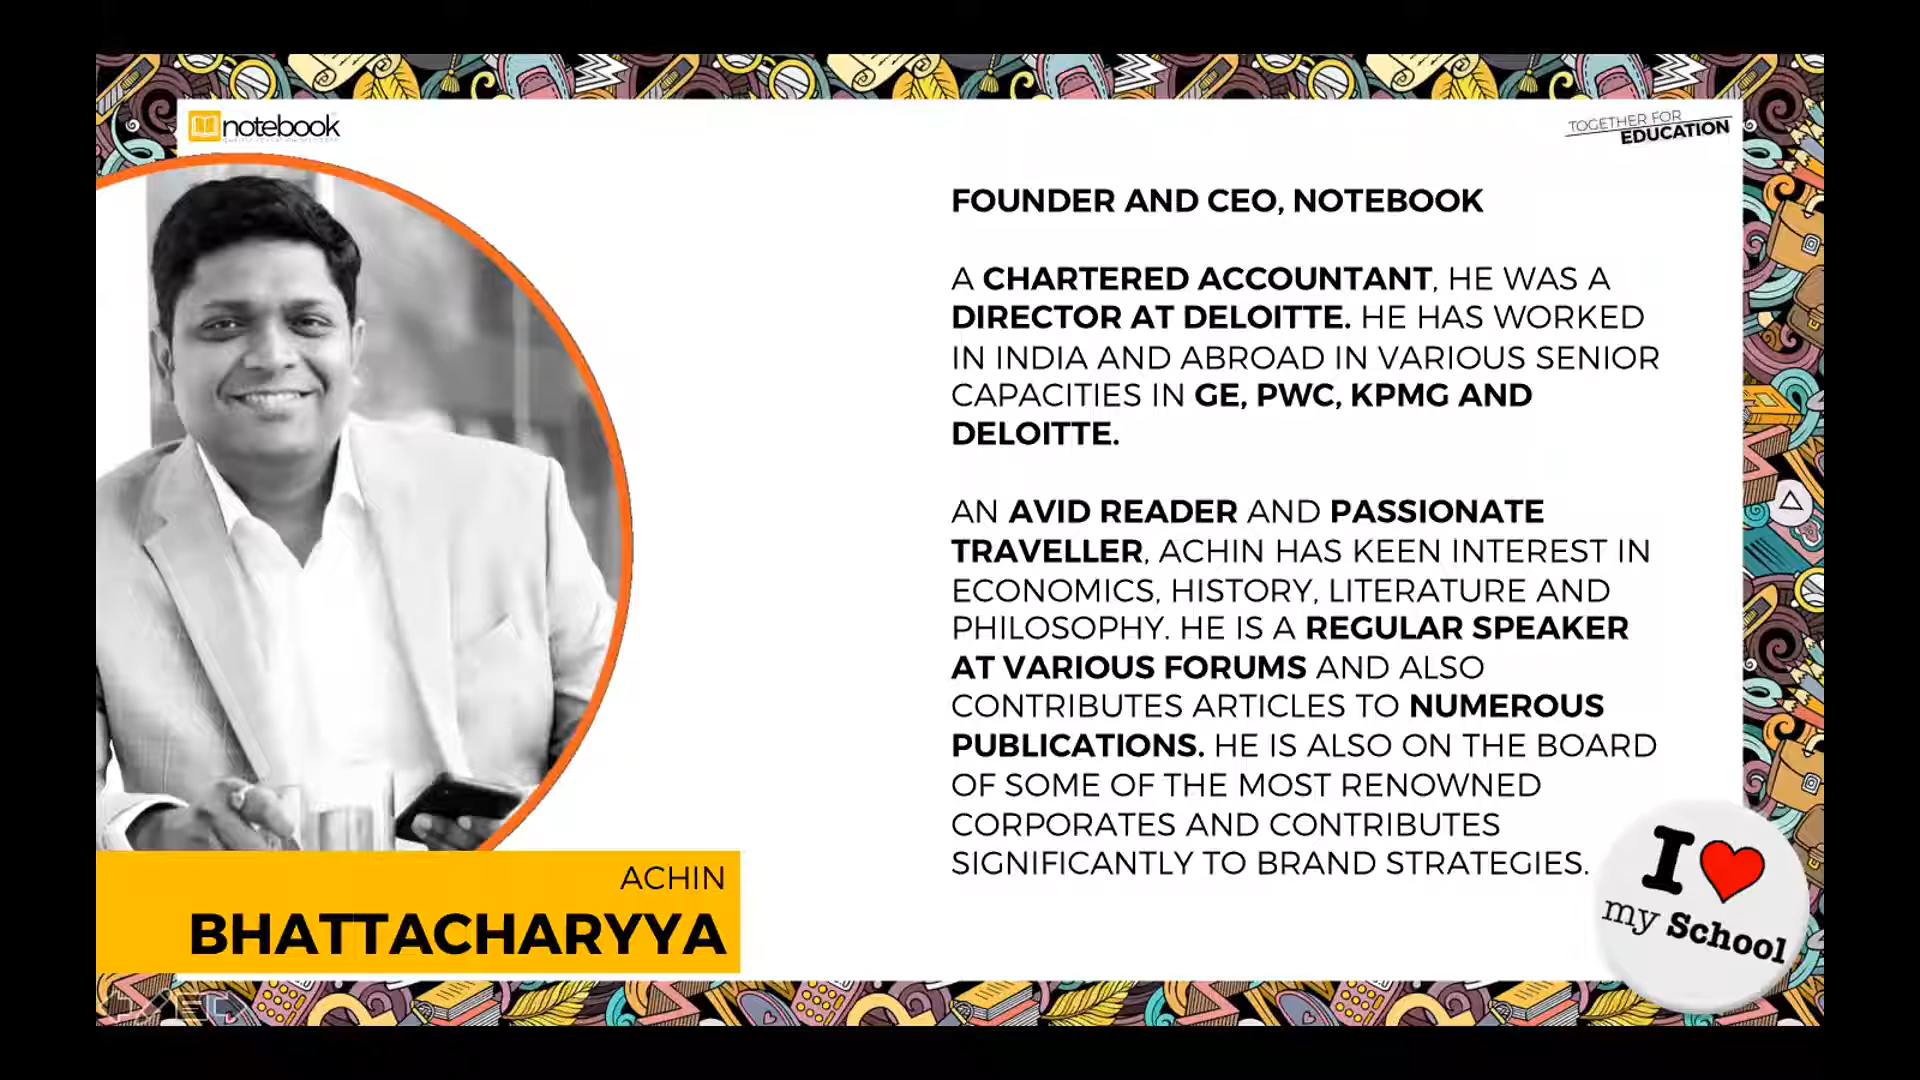 notebook
TOGETHER FOR
EDUCATION
FOUNDER AND CEO, NOTEBOOK
A CHARTERED ACCOUNTANT, HE WAS A
DIRECTOR AT DELOITTE. HE HAS WORKED
IN INDIA AND ABROAD IN VARIOUS SENIOR
CAPACITIES IN GE, PWC, KPMG AND
DELOITTE.
AN AVID READER AND PASSIONATE
TRAVELLER, ACHIN HAS KEEN INTEREST IN
ECONOMICS, HISTORY, LITERATURE AND
PHILOSOPHY. HE IS A REGULAR SPEAKER
AT VARIOUS FORUMS AND ALSO
CONTRIBUTES ARTICLES TO NUMEROUS
PUBLICATIONS. HE IS ALSO ON THE BOARD
OF SOME OF THE MOST RENOWNED
CORPORATES AND CONTRIBUTES
SIGNIFICANTLY TO BRAND STRATEGIES.
ACHIN
BHATTACHARYYA
I
my School